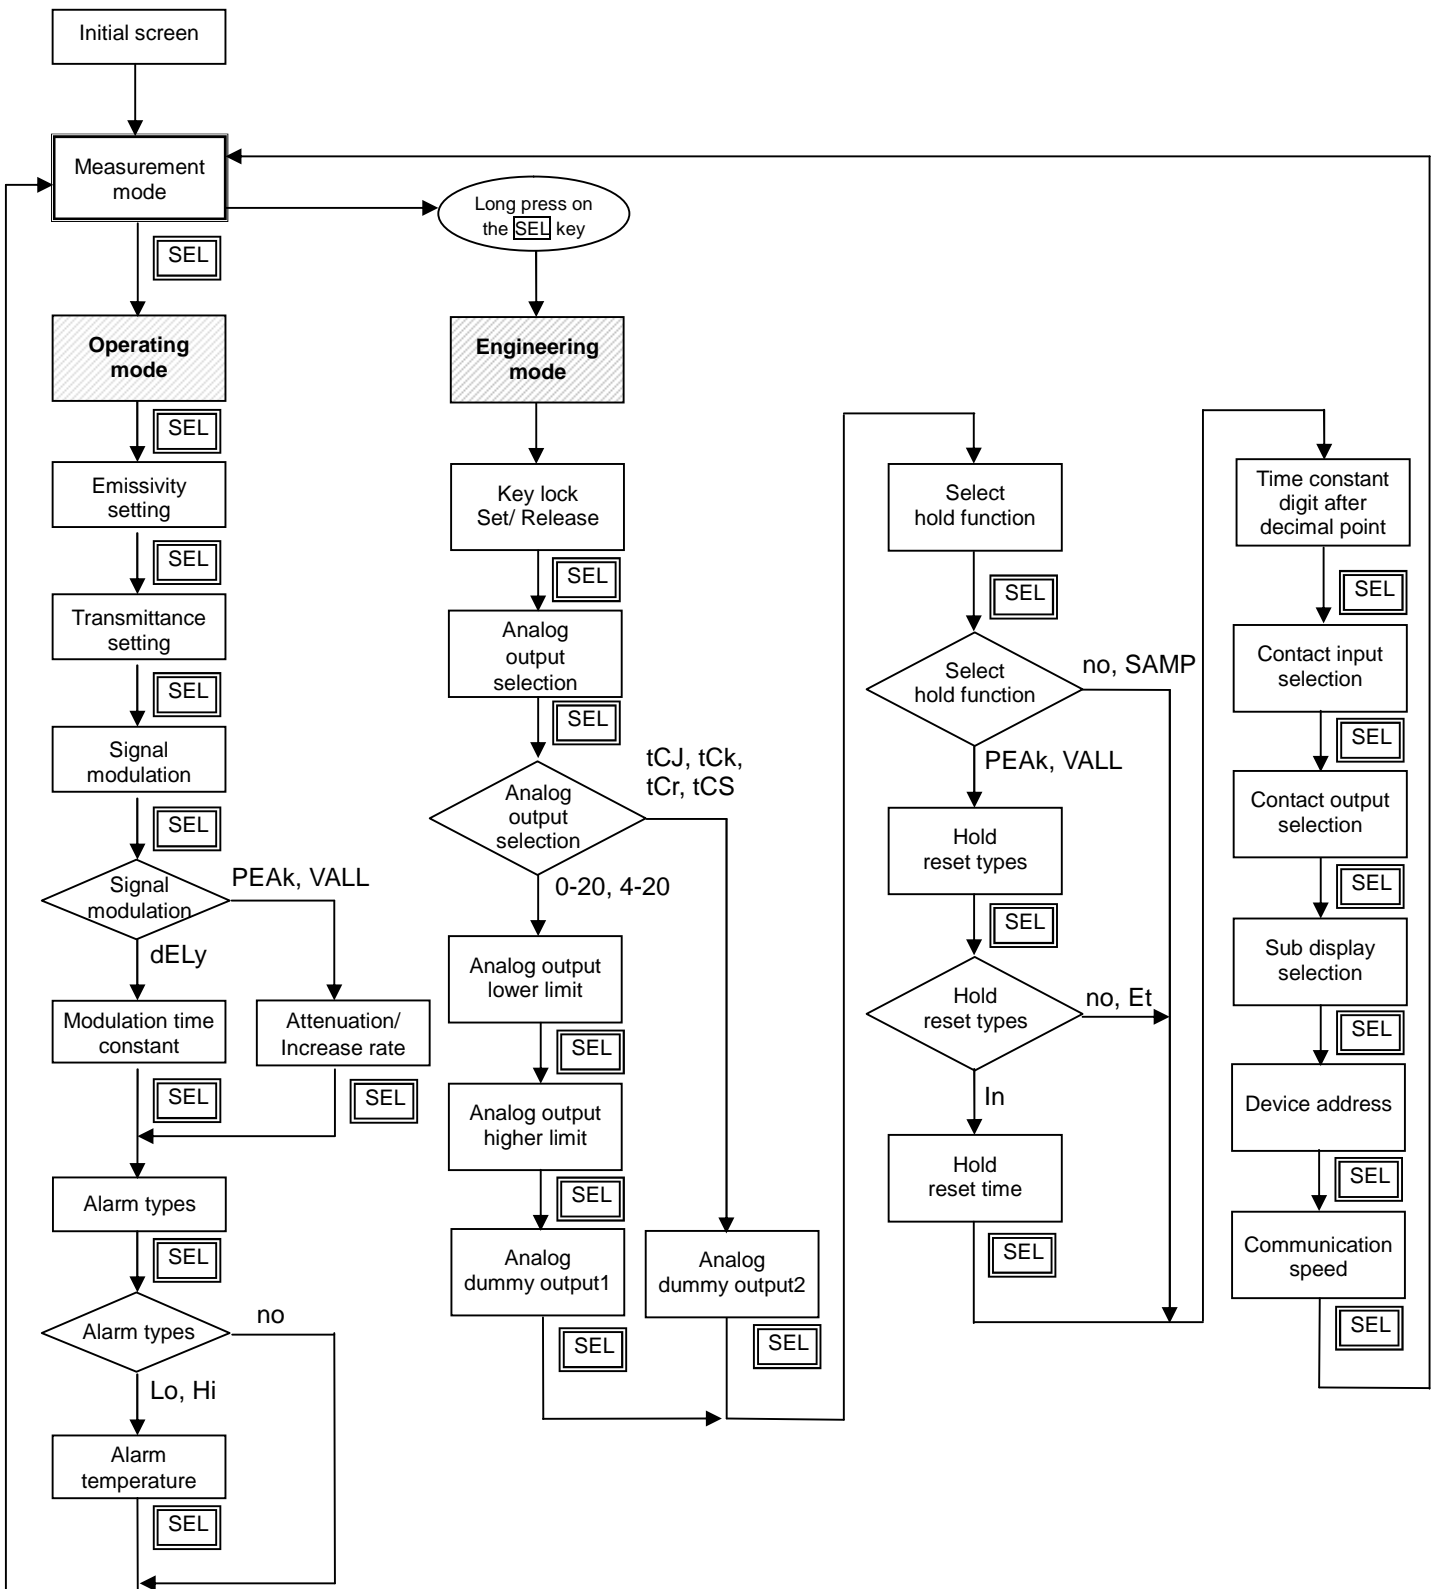 Initial screen
Measurement
mode
SEL
Operating
mode
SEL
Emissivity
setting
SEL
Transmittance
setting
SEL
Signal
modulation
SEL
Signal
modulation
PEAk, VALL
dELy
Modulation time
constant
SEL
Attenuation/
Increase rate
SEL
Alarm types
SEL
Alarm types
no
Lo, Hi
Alarm
temperature
SEL
Long press on
the SEL key
Engineering
mode
Key lock
Set/ Release
SEL
Analog
output
selection
SEL
Analog
output
selection
tCJ, tCk,
tCr, tCS
0-20, 4-20
Analog output
lower limit
SEL
Analog output
higher limit
SEL
Analog
dummy output1
SEL
Analog
dummy output2
SEL
Select
hold function
SEL
Select
hold function
no, SAMP
PEAk, VALL
Hold
reset types
SEL
Hold
reset types
no, Et
In
Hold
reset time
SEL
Time constant
digit after
decimal point
SEL
Contact input
selection
SEL
Contact output
selection
SEL
Sub display
selection
SEL
Device address
SEL
Communication
speed
SEL